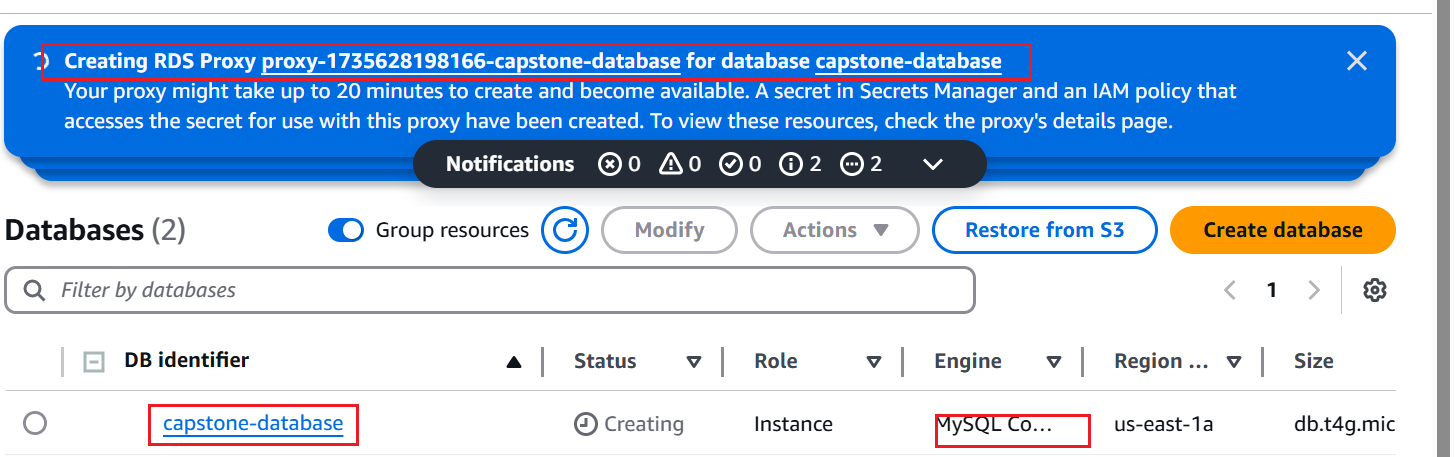 Creating RDS Proxy proxy-1735628198166-capstone-database for database capstone-database
Your proxy might take up to 20 minutes to create and become available. A secret in Secrets Manager and an IAM policy that
accesses the secret for use with this proxy have been created. To view these resources, check the proxy's details page.
Notifications 0 0 0 2 2
Databases (2) Group resources Modify Actions Restore from S3 Create database
Filter by databases 1
DB identifier Status Role Engine Region ... Size
capstone-database Creating Instance MySQL Co... us-east-1a db.t4g.mic